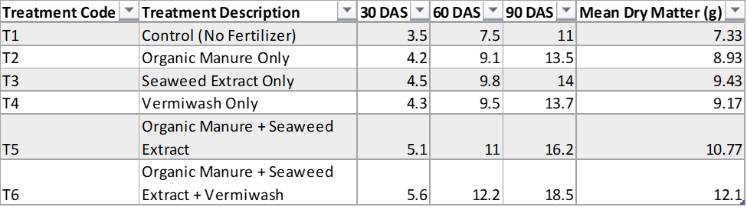 Treatment Code Treatment Description 30 DAS 60 DAS 90 DAS Mean Dry Matter (g)
T1 Control (No Fertilizer) 3.5 7.5 11 7.33
T2 Organic Manure Only 4.2 9.1 13.5 8.93
T3 Seaweed Extract Only 4.5 9.8 14 9.43
T4 Vermiwash Only 4.3 9.5 13.7 9.17
Organic Manure + Seaweed
T5 Extract 5.1 11 16.2 10.77
Organic Manure + Seaweed
T6 Extract + Vermiwash 5.6 12.2 18.5 12.1